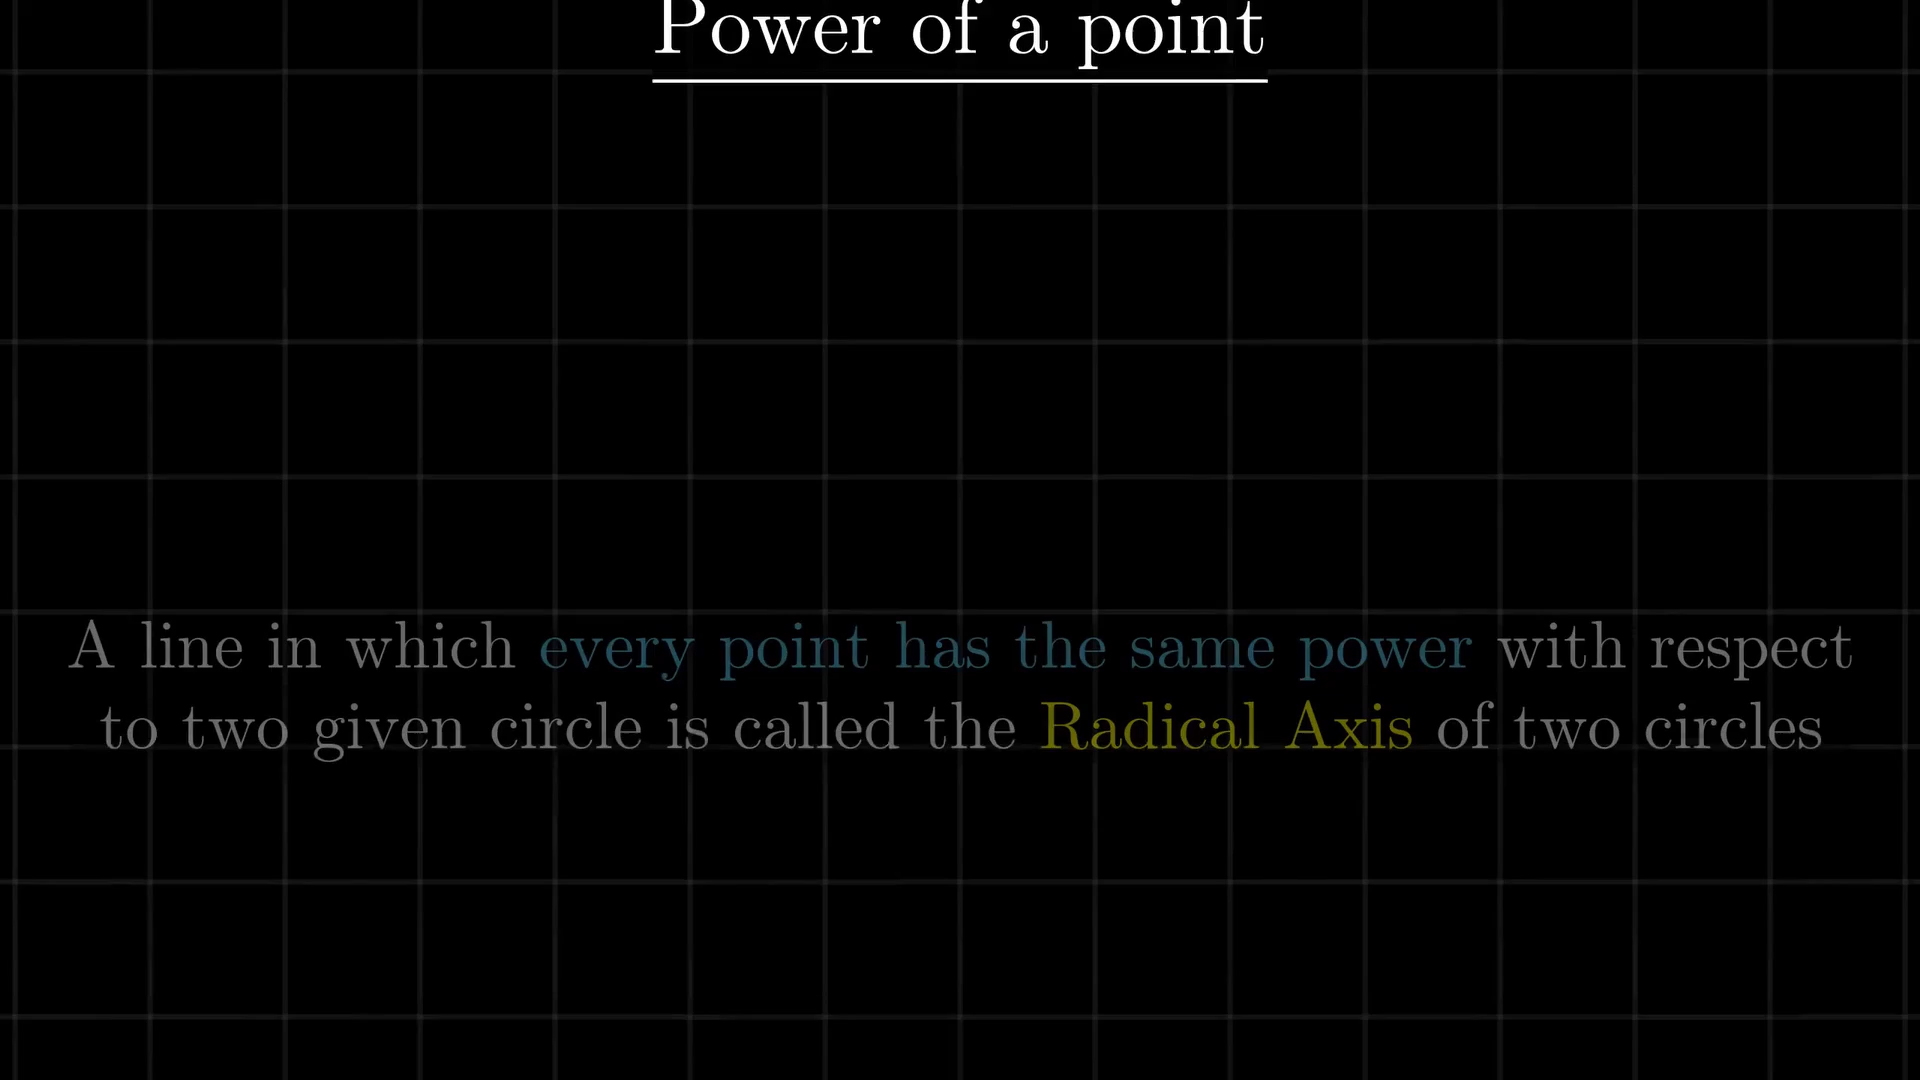 Power of a point
A line in which every point has the same power with respect
to two given circle is called the Radical Axis of two circles